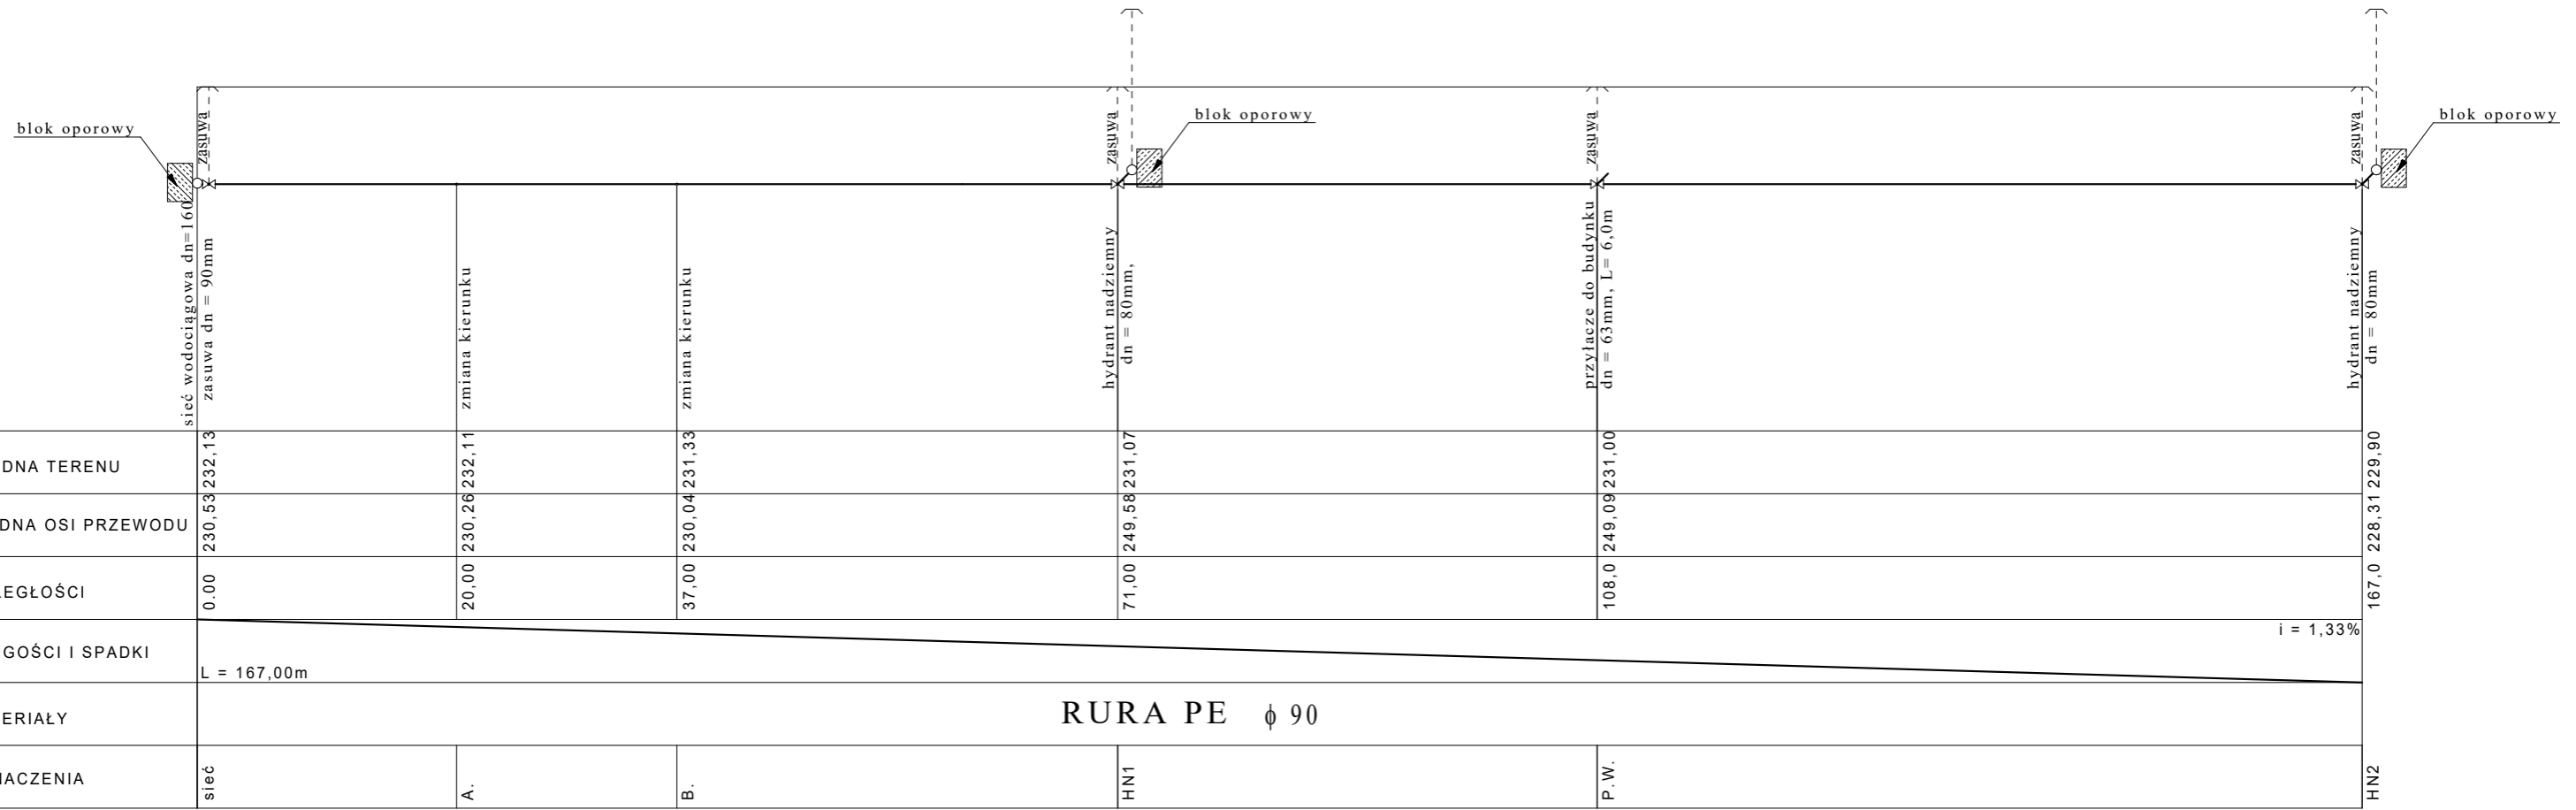 blok oporowy
blok oporowy
blok oporowy
zasuwa
zasuwa
zasuwa
zasuwa
sieć wodociągowa dn=160
zasuwa dn = 90mm
zmiana kierunku
zmiana kierunku
hydrant nadziemny
dn = 80mm,
przyłącze do budynku
dn = 63mm, L= 6,0m
hydrant nadziemny
dn = 80mm
DNA TERENU 232,13 232,11 231,33 231,07 231,00 229,90
DNA OSI PRZEWODU 230,53 230,26 230,04 249,58 249,09 228,31
LEGŁOŚCI 0.00 20,00 37,00 71,00 108,0 167,0
GOŚCI I SPADKI
L = 167,00m
i = 1,33%
ERIAŁY
RURA PE ϕ 90
NACZENIA sieć A. B. HN1 P.W. HN2